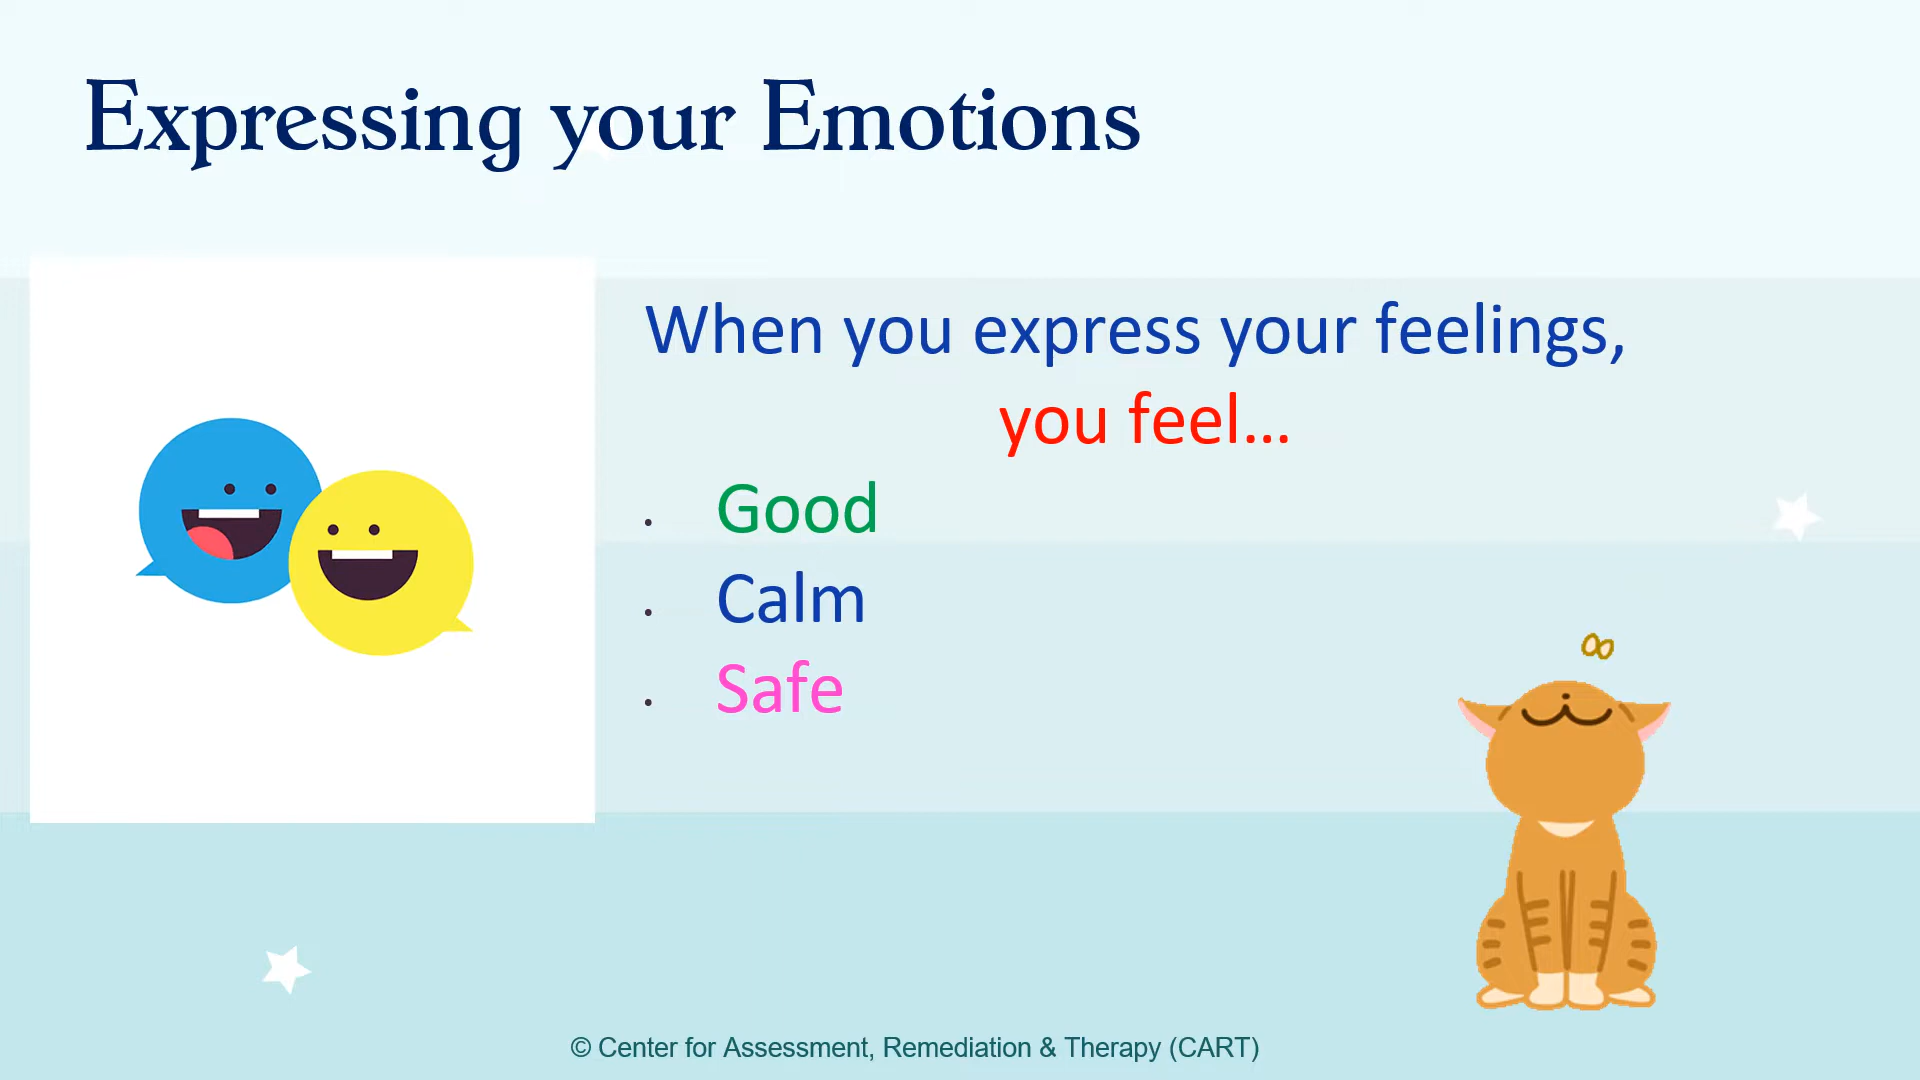 Expressing your Emotions
When you express your feelings,
you feel...
• Good
• Calm
• Safe
© Center for Assessment, Remediation & Therapy (CART)